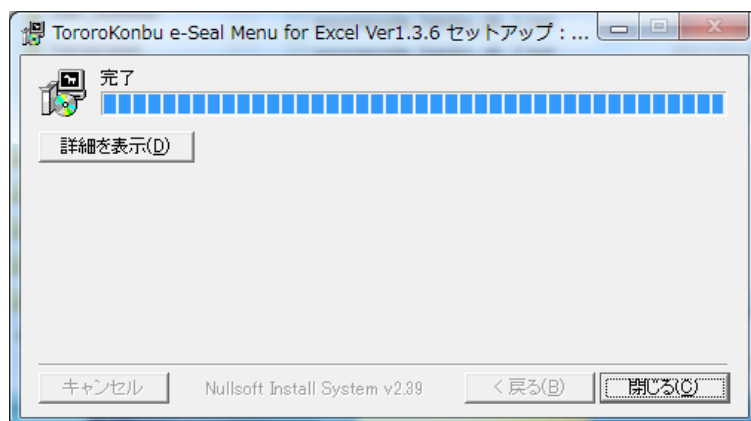 TororoKonbu e-Seal Menu for Excel Ver1.3.6 セットアップ : ...
完了
詳細を表示(D)
キャンセル
Nullsoft Install System v2.39
< 戻る(B)
閉じる(C)